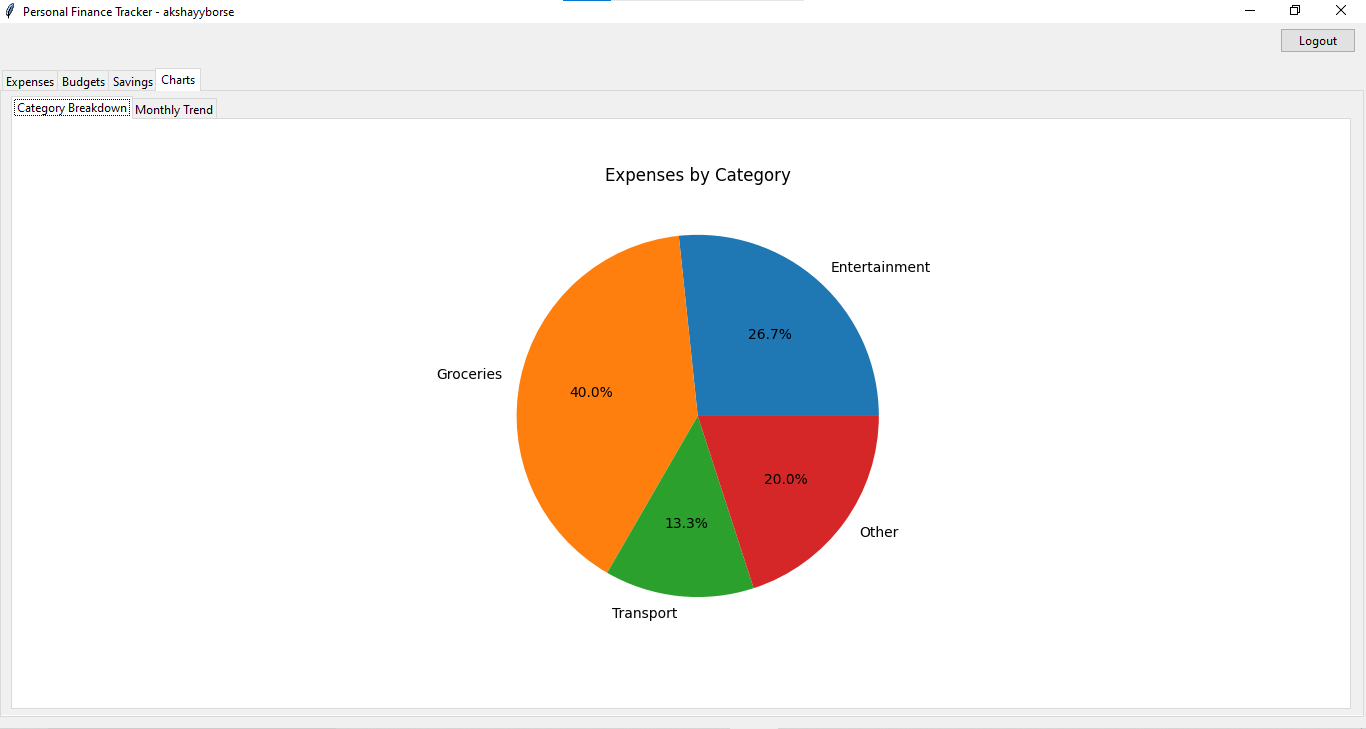 Personal Finance Tracker - akshayyborse
Logout
Expenses Budgets Savings Charts
Category Breakdown Monthly Trend
Expenses by Category
Entertainment
26.7%
Groceries
40.0%
20.0%
13.3%
Other
Transport